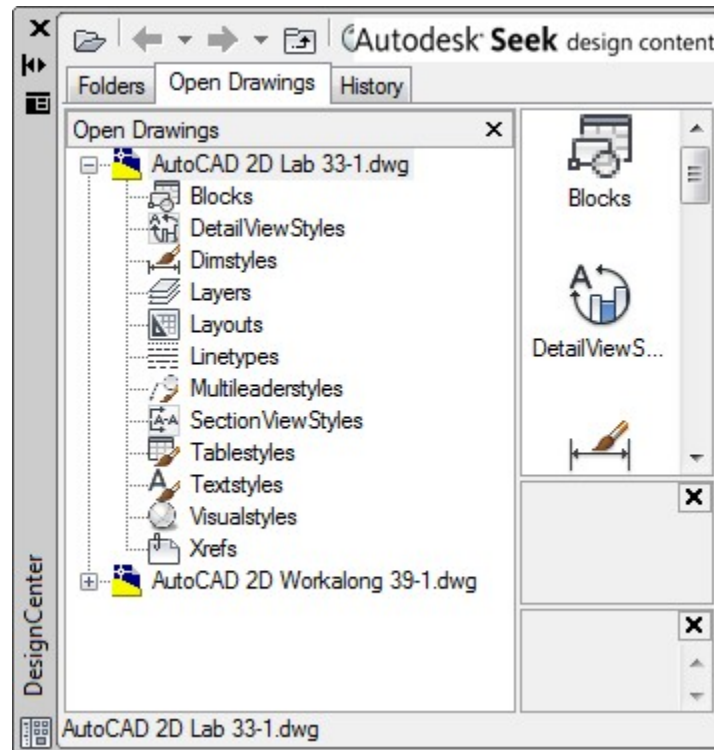 Autodesk Seek design content
Folders
Open Drawings
History
Open Drawings
AutoCAD 2D Lab 33-1.dwg
Blocks
DetailViewStyles
Dimstyles
Layers
Layouts
Linetypes
Multileaderstyles
SectionViewStyles
Tablestyles
Textstyles
Visualstyles
Xrefs
AutoCAD 2D Workalong 39-1.dwg
Blocks
DetailViewS...
DesignCenter
AutoCAD 2D Lab 33-1.dwg